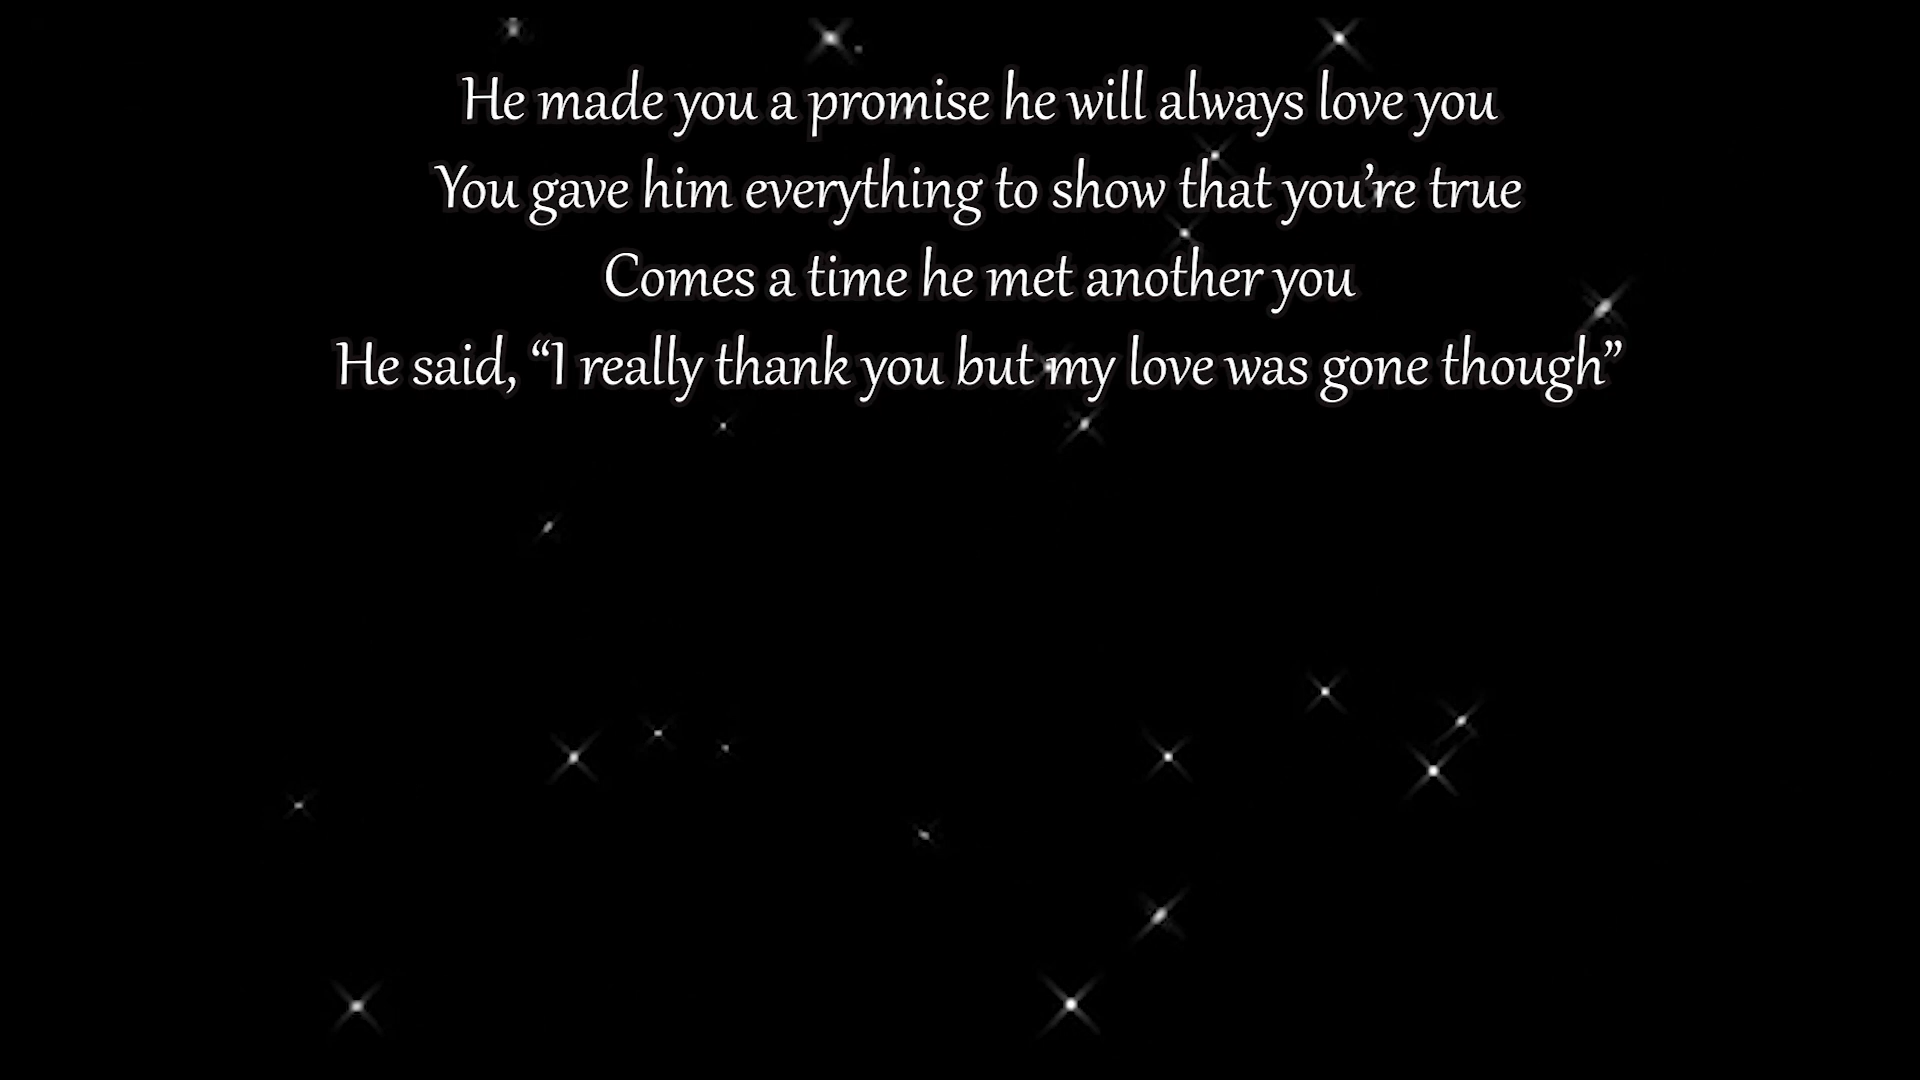 He made you a promise he will always love you
You gave him everything to show that you’re true
Comes a time he met another you
He said, “I really thank you but my love was gone though”